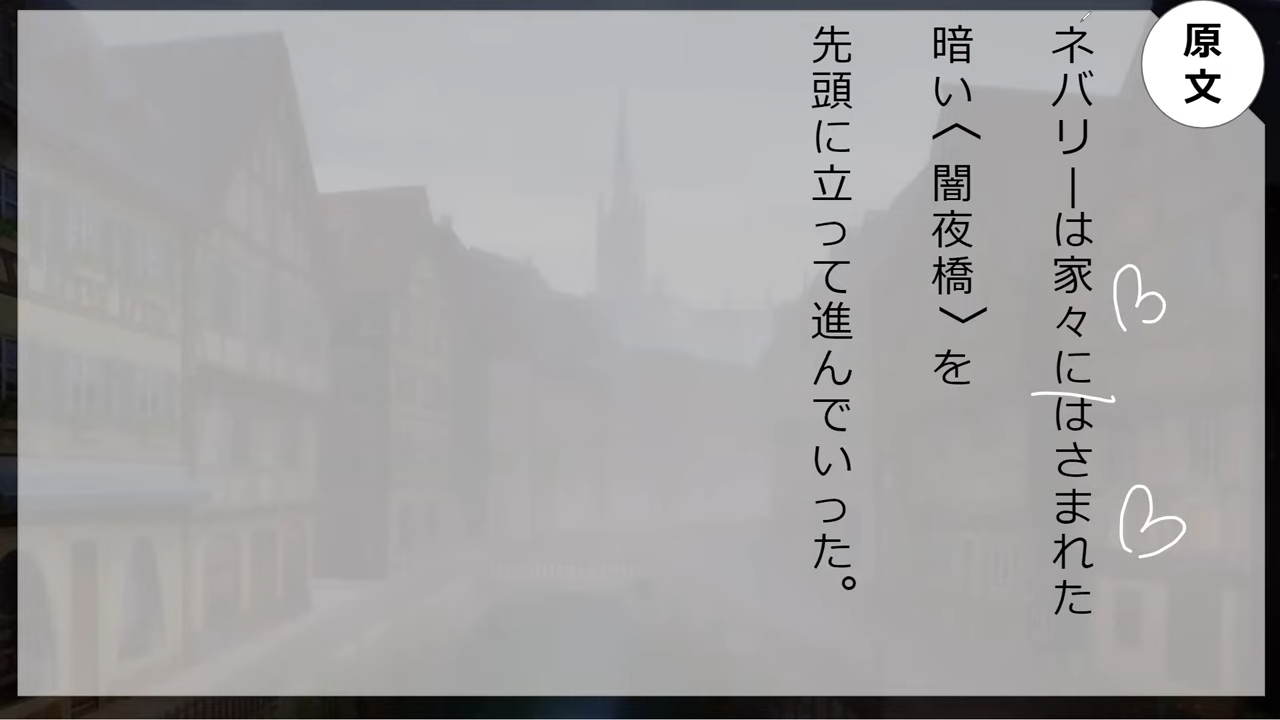 原文
ネバリーは家々にはさまれた
暗い〈闇夜橋〉を
先頭に立って進んでいった。
B
B